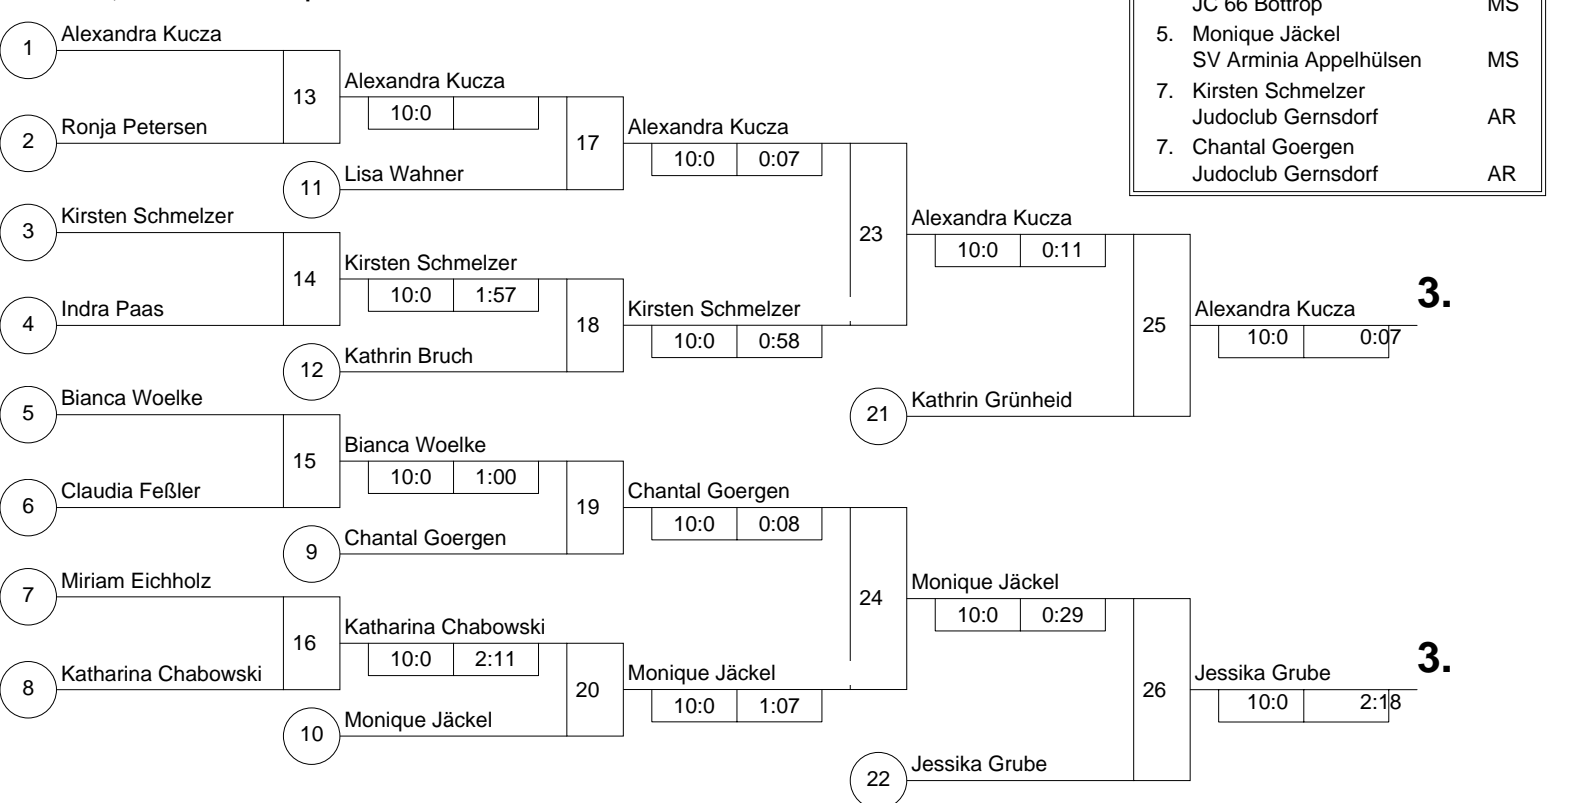 JC 66 Bottrop MS
5. Monique Jäckel
SV Arminia Appelhülsen MS
7. Kirsten Schmelzer
Judoclub Gernsdorf AR
7. Chantal Goergen
Judoclub Gernsdorf AR
1 Alexandra Kucza
13 Alexandra Kucza
10:0
2 Ronja Petersen
17 Alexandra Kucza
10:0 0:07
11 Lisa Wahner
3 Kirsten Schmelzer
23 Alexandra Kucza
10:0 0:11
14 Kirsten Schmelzer
10:0 1:57
4 Indra Paas
18 Kirsten Schmelzer
10:0 0:58
25 Alexandra Kucza 3.
10:0 0:07
12 Kathrin Bruch
5 Bianca Woelke
21 Kathrin Grünheid
15 Bianca Woelke
10:0 1:00
6 Claudia Feßler
19 Chantal Goergen
10:0 0:08
9 Chantal Goergen
7 Miriam Eichholz
24 Monique Jäckel
10:0 0:29
16 Katharina Chabowski
10:0 2:11
8 Katharina Chabowski
20 Monique Jäckel
10:0 1:07
26 Jessika Grube 3.
10:0 2:18
10 Monique Jäckel
22 Jessika Grube